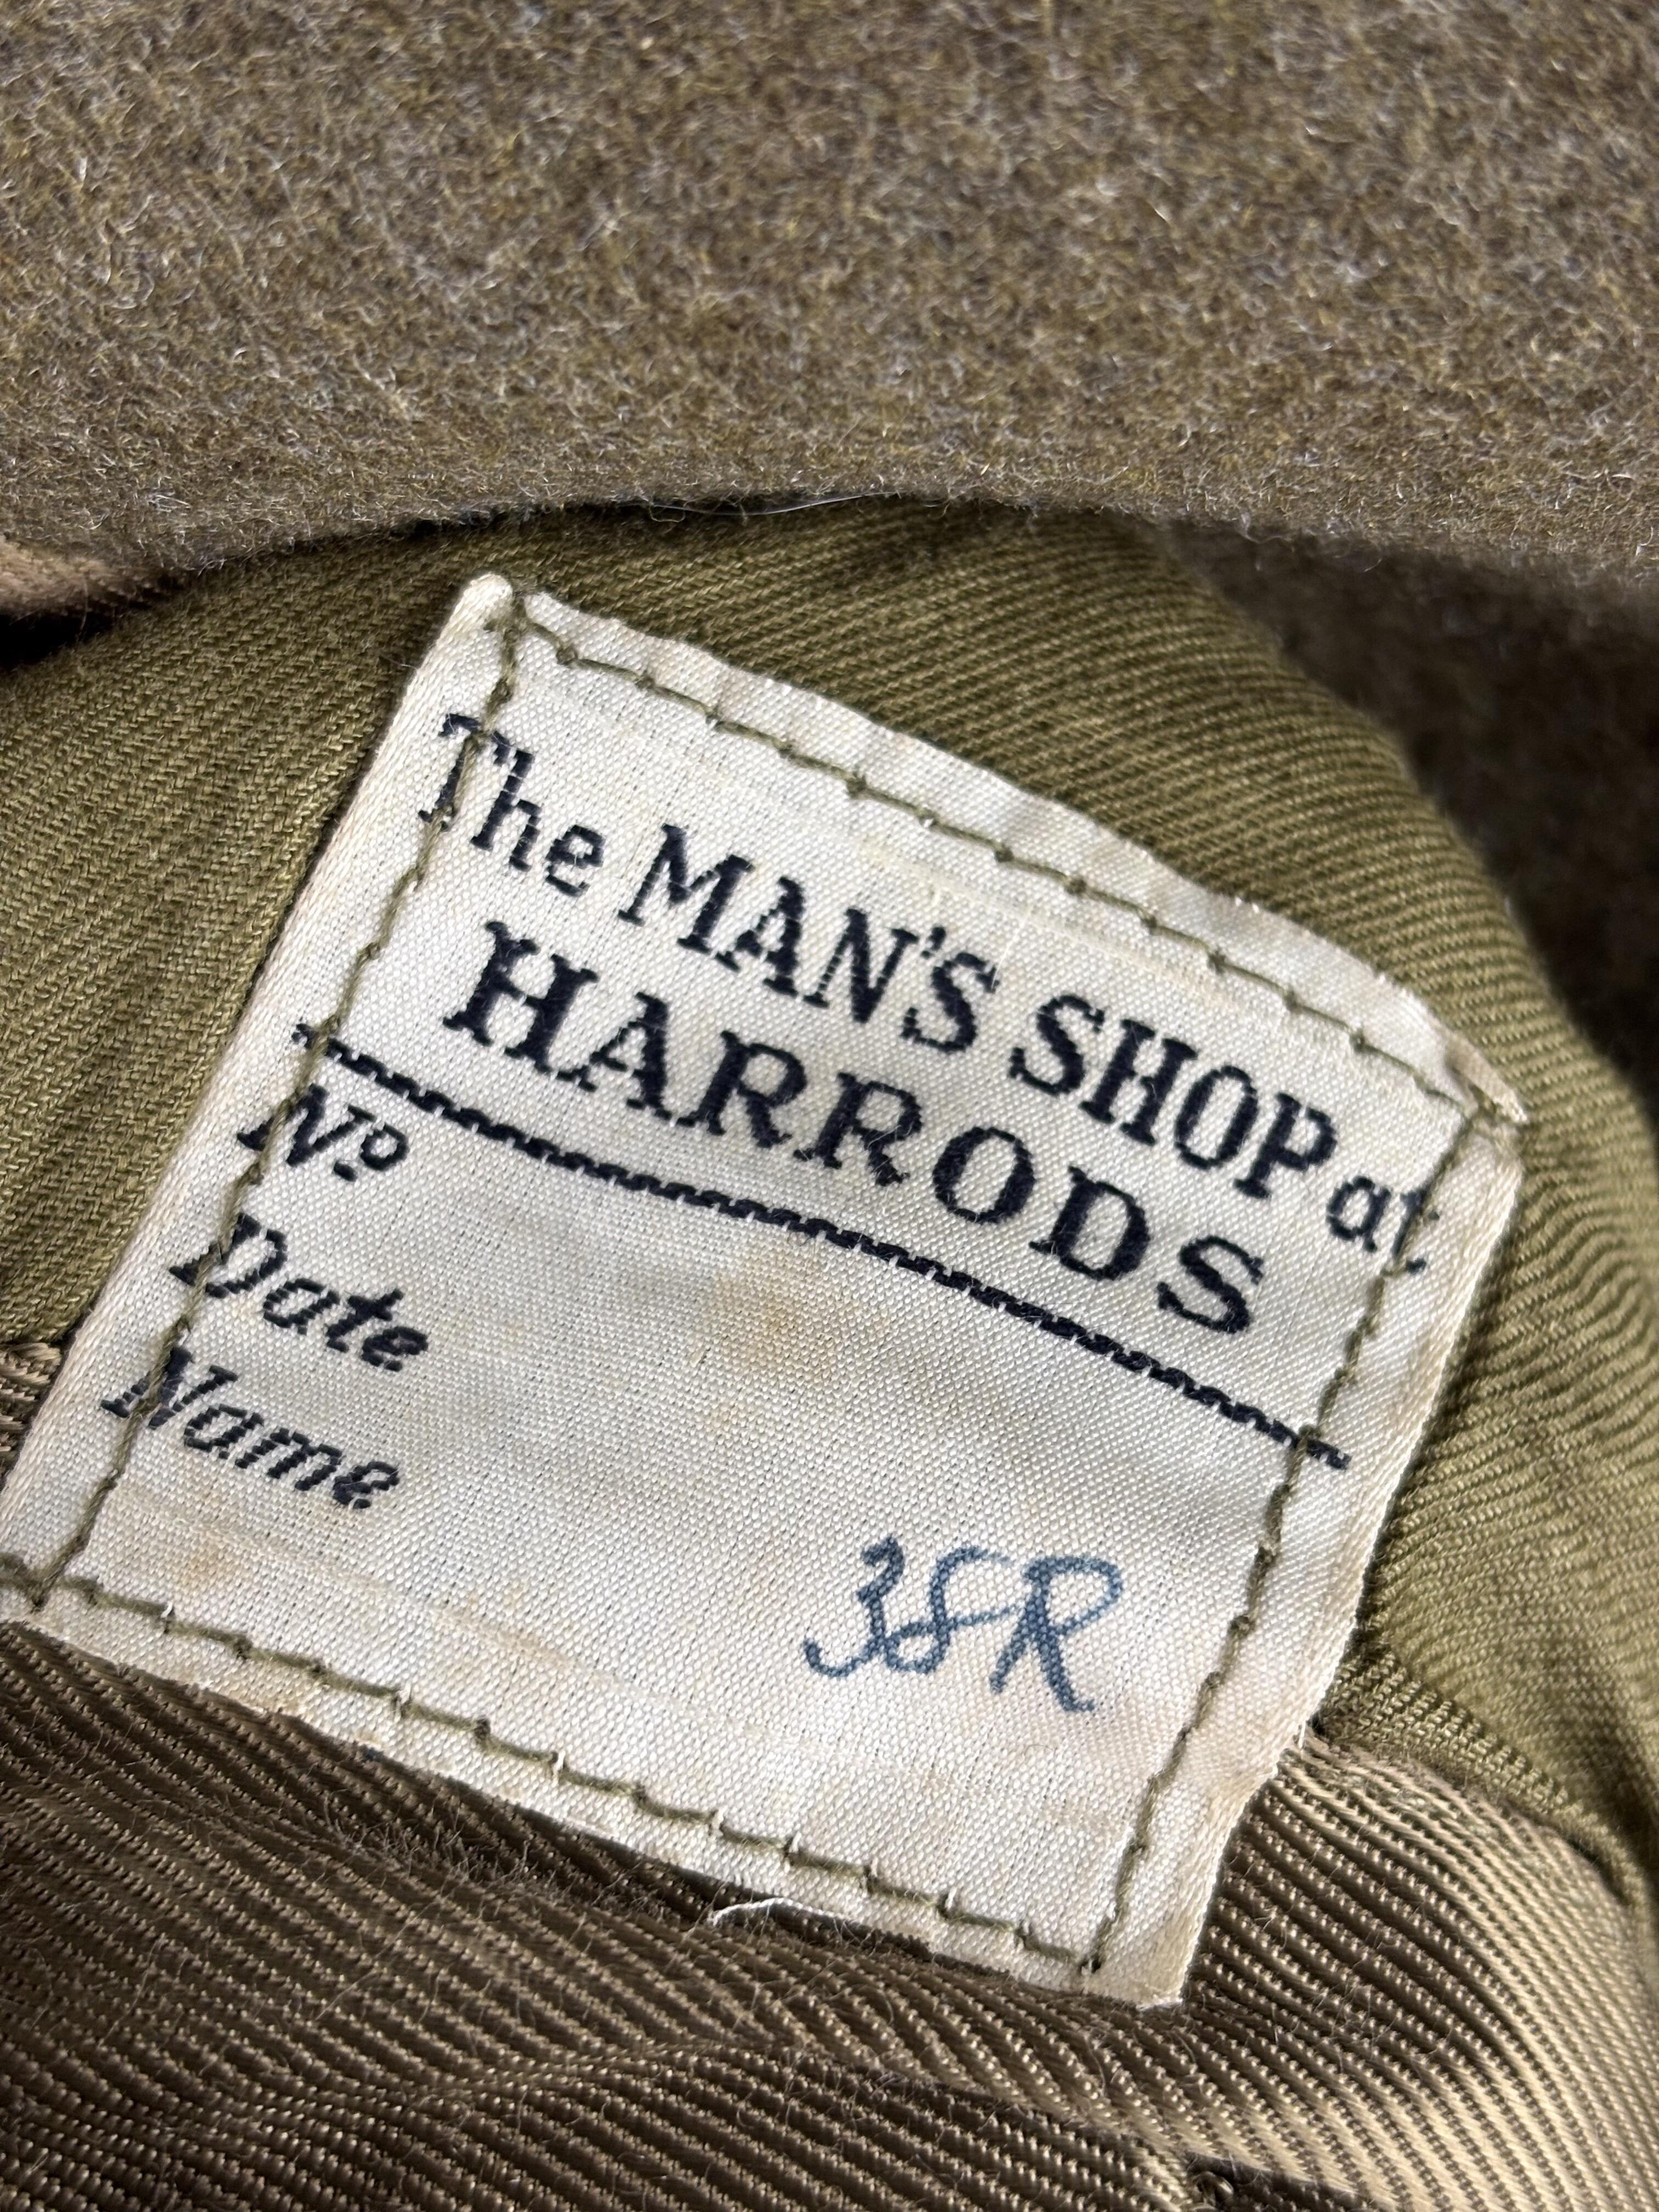 The MAN'S SHOP at
HARRODS
Nº
Date
Name
38R